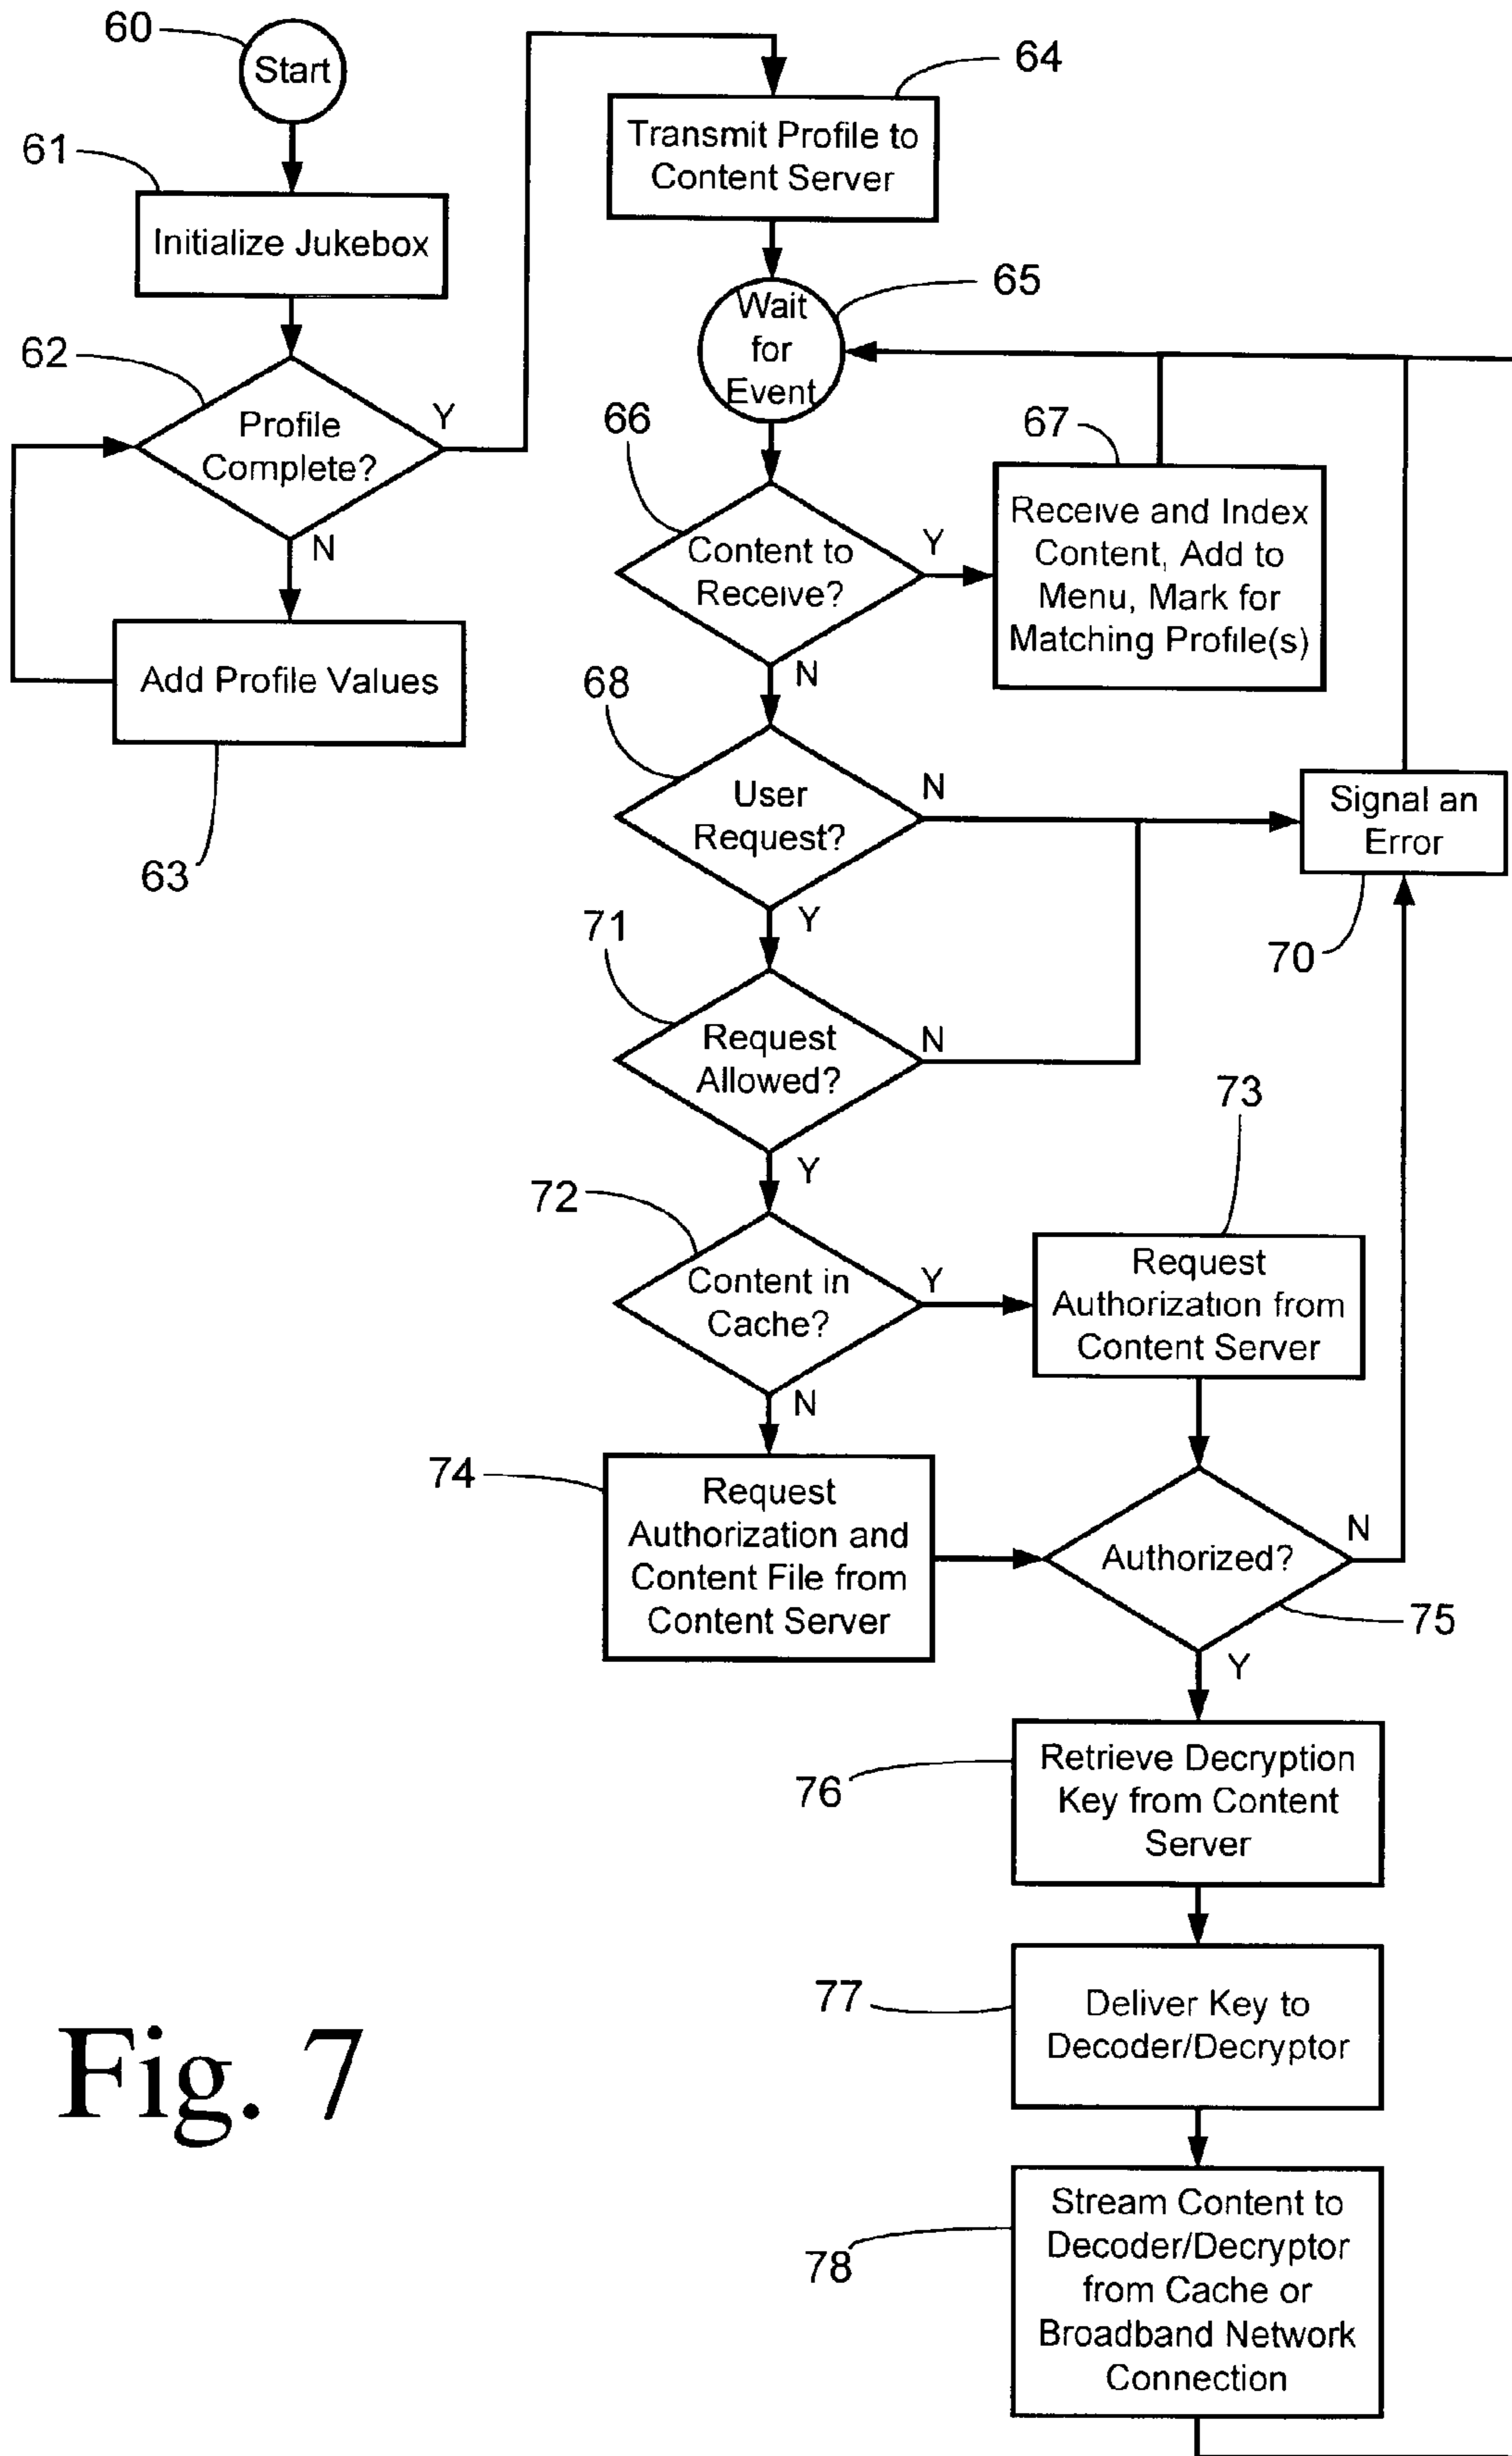 60
Start
61
Initialize Jukebox
62
Profile
Complete?
Y
N
Add Profile Values
63
64
Transmit Profile to
Content Server
65
Wait
for
Event
66
Content to
Receive?
Y
N
67
Receive and Index
Content, Add to
Menu, Mark for
Matching Profile(s)
68
User
Request?
N
Y
Signal an
Error
70
71
Request
Allowed?
N
Y
72
Content in
Cache?
Y
N
73
Request
Authorization from
Content Server
74
Request
Authorization and
Content File from
Content Server
Authorized?
N
75
Y
76
Retrieve Decryption
Key from Content
Server
77
Deliver Key to
Decoder/Decryptor
78
Stream Content to
Decoder/Decryptor
from Cache or
Broadband Network
Connection
Fig. 7